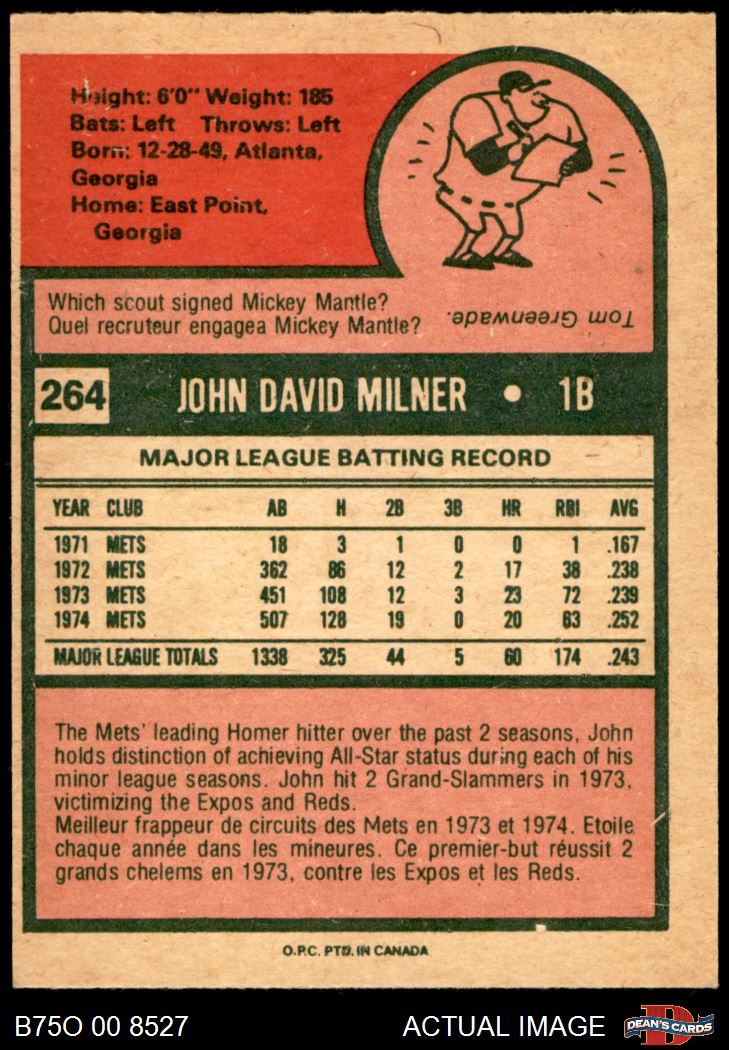 Height: 6'0" Weight: 185
Bats: Left Throws: Left
Born: 12-28-49, Atlanta,
Georgia
Home: East Point,
Georgia
Which scout signed Mickey Mantle?
Quel recruteur engagea Mickey Mantle?
Tom Greenwade.
264 JOHN DAVID MILNER • 1B
MAJOR LEAGUE BATTING RECORD
YEAR CLUB AB H 2B 3B HR RBI AVG
1971 METS 18 3 1 0 0 1 .167
1972 METS 362 86 12 2 17 38 .238
1973 METS 451 108 12 3 23 72 .239
1974 METS 507 128 19 0 20 63 .252
MAJOR LEAGUE TOTALS 1338 325 44 5 60 174 .243
The Mets' leading Homer hitter over the past 2 seasons, John
holds distinction of achieving All-Star status during each of his
minor league seasons. John hit 2 Grand-Slammers in 1973,
victimizing the Expos and Reds.
Meilleur frappeur de circuits des Mets en 1973 et 1974. Etoile
chaque année dans les mineures. Ce premier-but réussit 2
grands chelems en 1973, contre les Expos et les Reds.
O.P.C. PTD. IN CANADA
B75O 00 8527 ACTUAL IMAGE D DEAN'S CARDS